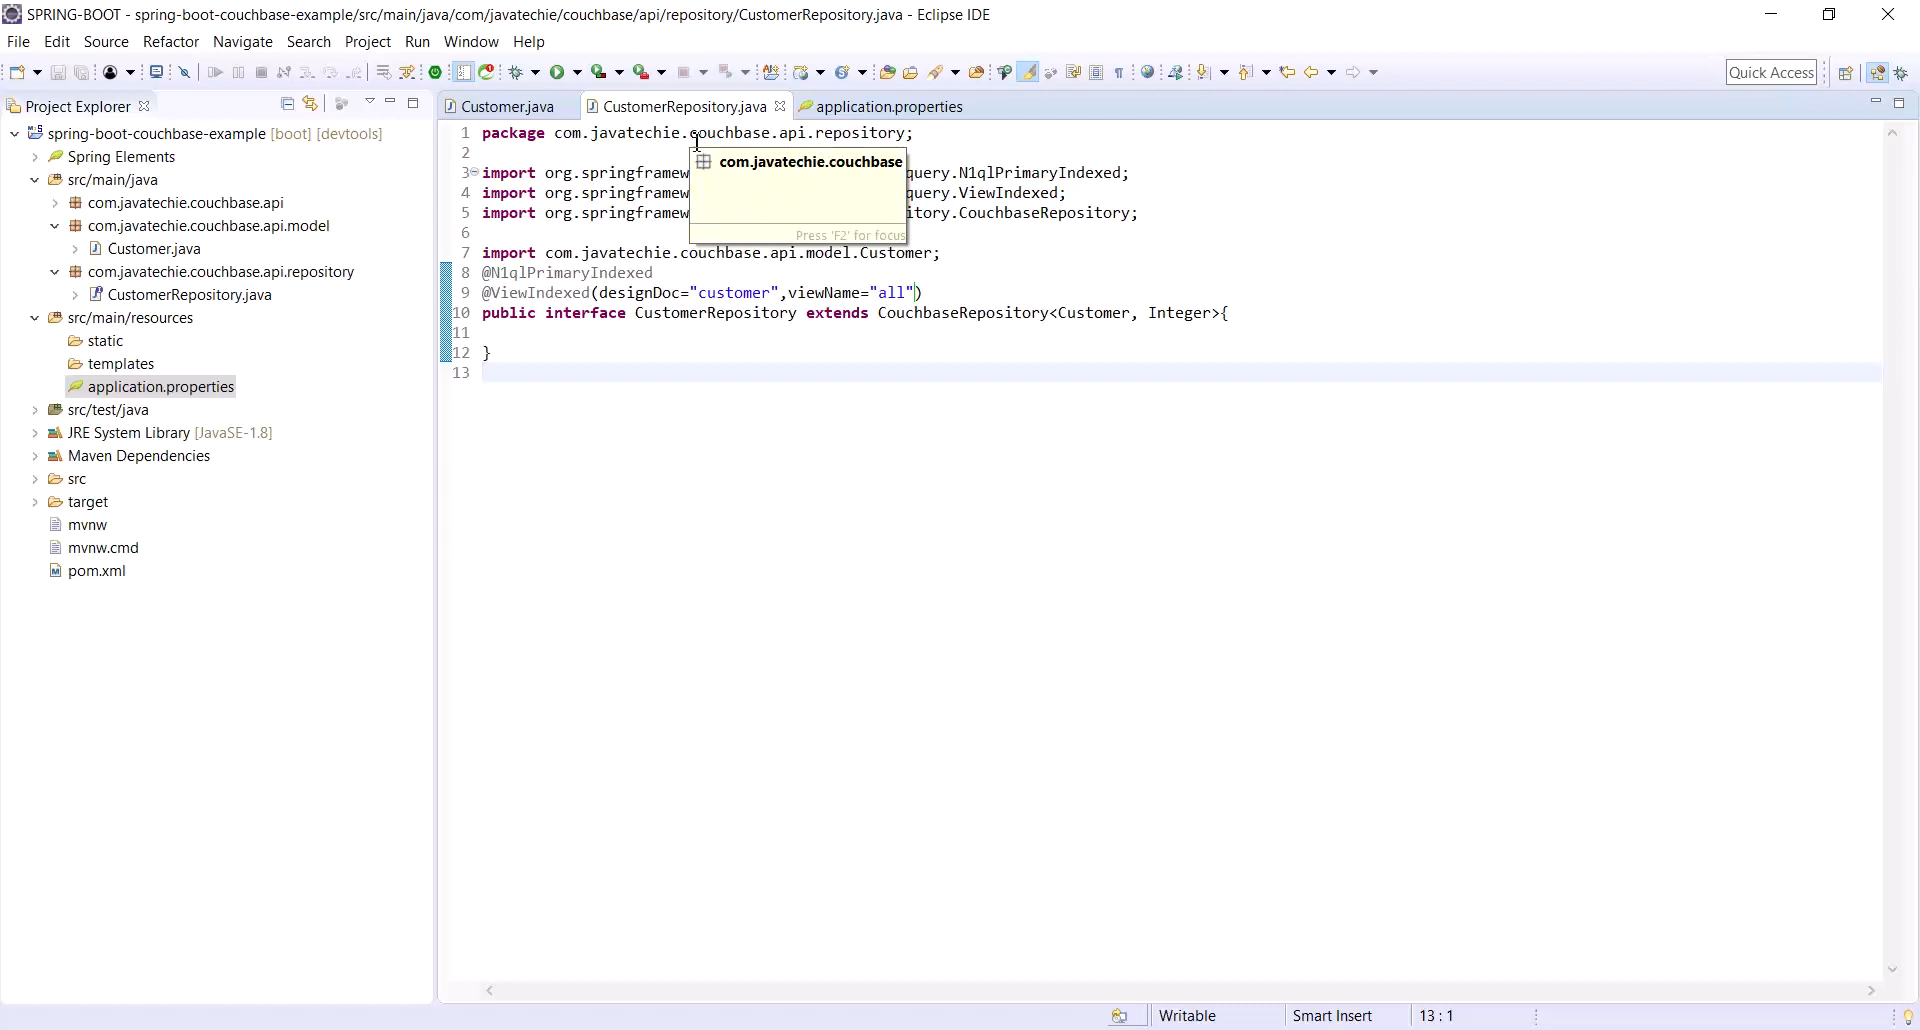 SPRING-BOOT - spring-boot-couchbase-example/src/main/java/com/javatechie/couchbase/api/repository/CustomerRepository.java - Eclipse IDE
File Edit Source Refactor Navigate Search Project Run Window Help
Quick Access
Project Explorer
spring-boot-couchbase-example [boot] [devtools]
Spring Elements
src/main/java
com.javatechie.couchbase.api
com.javatechie.couchbase.api.model
Customer.java
com.javatechie.couchbase.api.repository
CustomerRepository.java
src/main/resources
static
templates
application.properties
src/test/java
JRE System Library [JavaSE-1.8]
Maven Dependencies
src
target
mvnw
mvnw.cmd
pom.xml
Customer.java CustomerRepository.java application.properties
1 package com.javatechie.couchbase.api.repository;
2
3 import org.springframew query.N1qlPrimaryIndexed;
4 import org.springframew query.ViewIndexed;
5 import org.springframew itory.CouchbaseRepository;
6
7 import com.javatechie.couchbase.api.model.Customer;
8 @N1qlPrimaryIndexed
9 @ViewIndexed(designDoc="customer",viewName="all")
10 public interface CustomerRepository extends CouchbaseRepository<Customer, Integer>{
11
12 }
13
com.javatechie.couchbase
Press 'F2' for focus
Writable Smart Insert 13 : 1